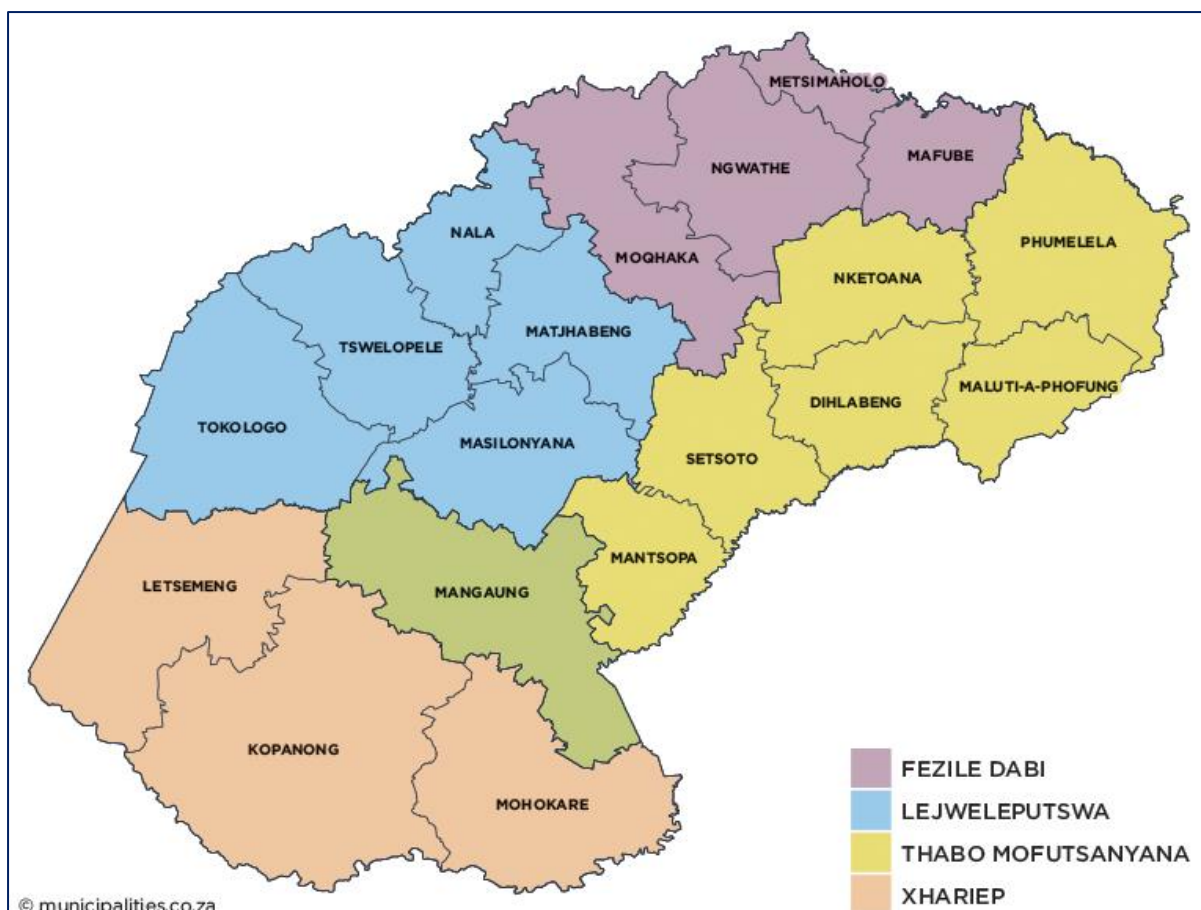 METSIMAHOLO
NGWATHE
MAFUBE
NALA
MOQHAKA
PHUMELELA
NKETOANA
MATJHABENG
TSWELOPELE
MALUTI-A-PHOFUNG
DIHLABENG
TOKOLOGO
MASILONYANA
SETSOTO
MANTSOPA
LETSEMENG
MANGAUNG
KOPANONG
MOHOKARE
FEZILE DABI
LEJWELEPUTSWA
THABO MOFUTSANYANA
XHARIEP
© municipalities.co.za